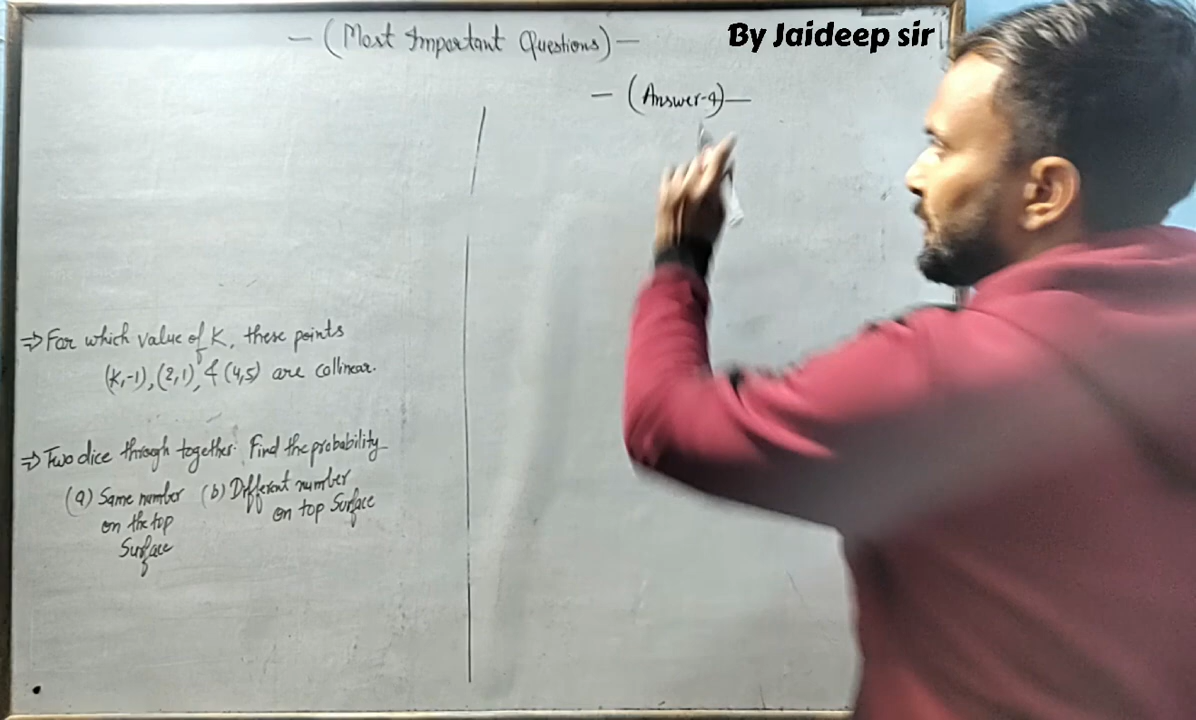 — (Most Important Questions) —
By Jaideep sir
— (Answer-4) —
⇒ For which value of K, these points
(K,-1), (2,1), & (4,5) are collinear.
⇒ Two dice through together. Find the probability
(a) Same number (b) Different number
on the top on top Surface
Surface